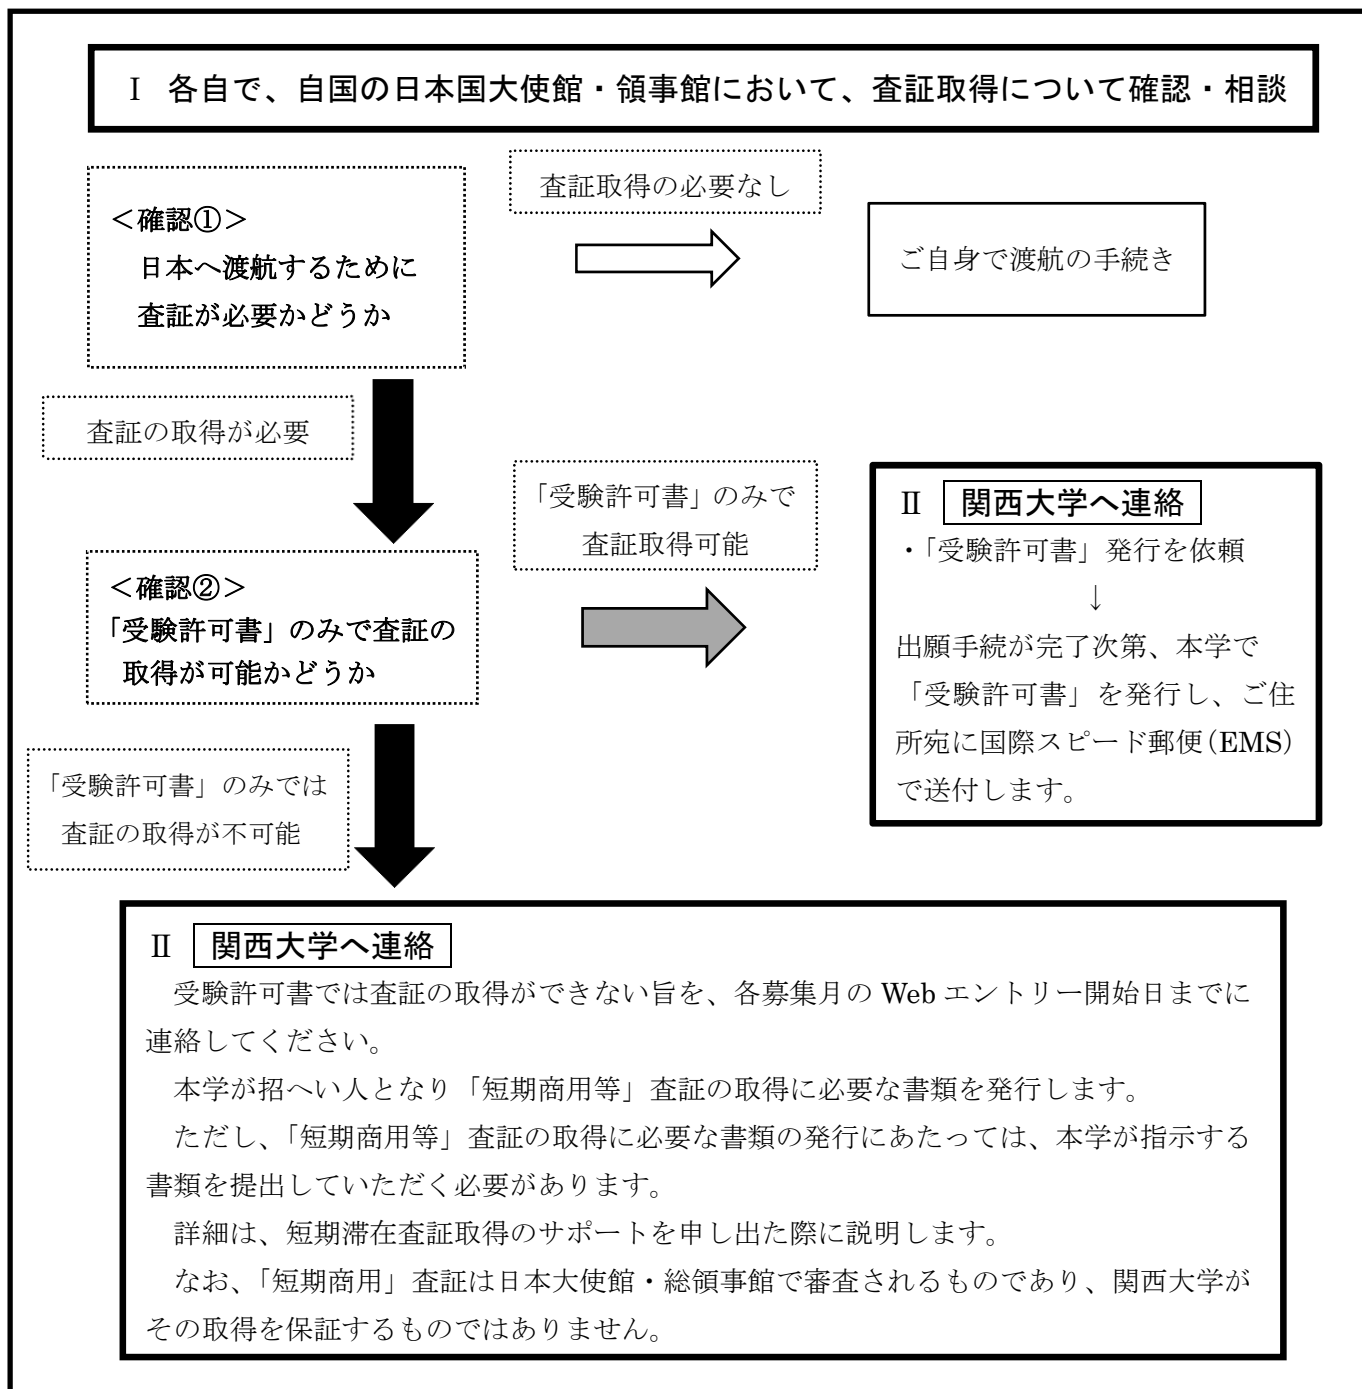 Ⅰ 各自で、自国の日本国大使館・領事館において、査証取得について確認・相談
＜確認①＞
日本へ渡航するために
査証が必要かどうか
査証取得の必要なし
ご自身で渡航の手続き
査証の取得が必要
＜確認②＞
「受験許可書」のみで査証の
取得が可能かどうか
「受験許可書」のみで
査証取得可能
Ⅱ 関西大学へ連絡
・「受験許可書」発行を依頼
↓
出願手続が完了次第、本学で
「受験許可書」を発行し、ご住
所宛に国際スピード郵便(EMS)
で送付します。
「受験許可書」のみでは
査証の取得が不可能
Ⅱ 関西大学へ連絡
受験許可書では査証の取得ができない旨を、各募集月の Web エントリー開始日までに
連絡してください。
本学が招へい人となり「短期商用等」査証の取得に必要な書類を発行します。
ただし、「短期商用等」査証の取得に必要な書類の発行にあたっては、本学が指示する
書類を提出していただく必要があります。
詳細は、短期滞在査証取得のサポートを申し出た際に説明します。
なお、「短期商用」査証は日本大使館・総領事館で審査されるものであり、関西大学が
その取得を保証するものではありません。